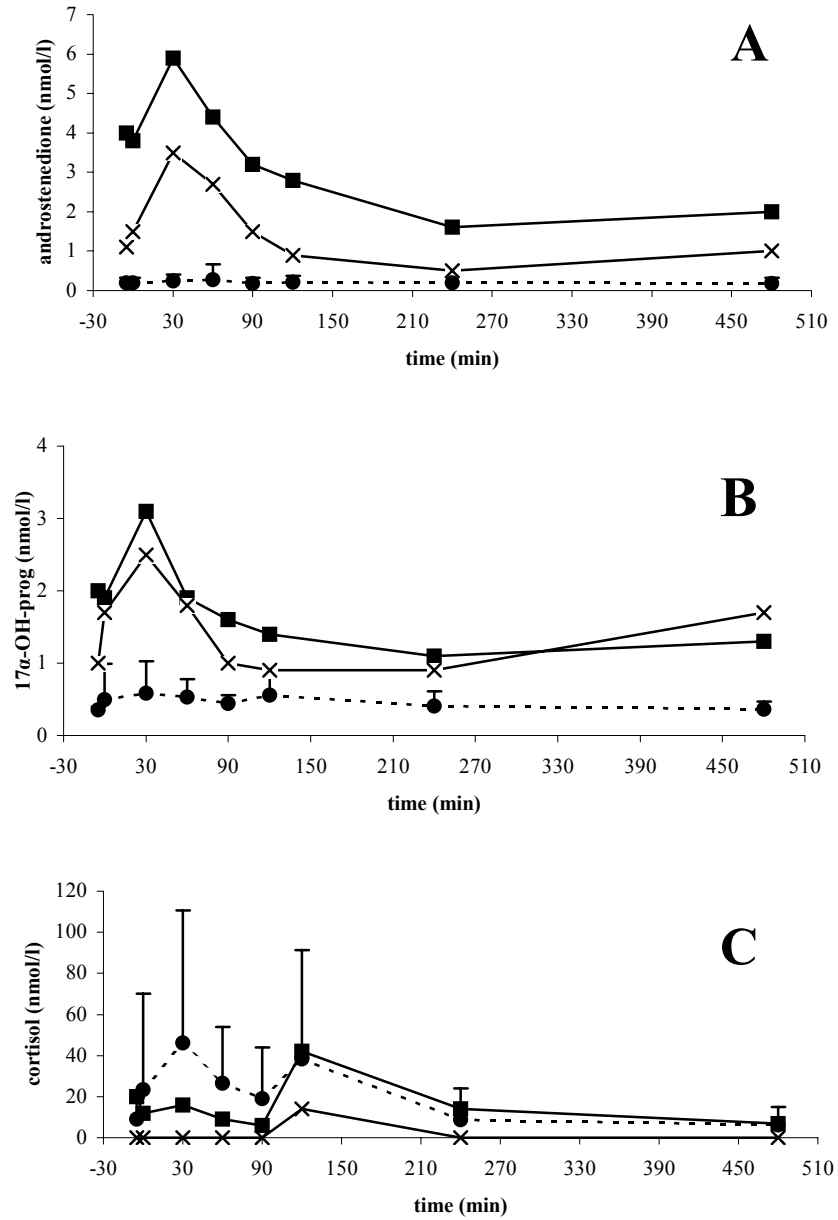 A
androstenedione (nmol/l)
7
6
5
4
3
2
1
0
-30 30 90 150 210 270 330 390 450 510
time (min)
B
17α-OH-prog (nmol/l)
4
3
2
1
0
-30 30 90 150 210 270 330 390 450 510
time (min)
C
cortisol (nmol/l)
120
100
80
60
40
20
0
-30 30 90 150 210 270 330 390 450 510
time (min)